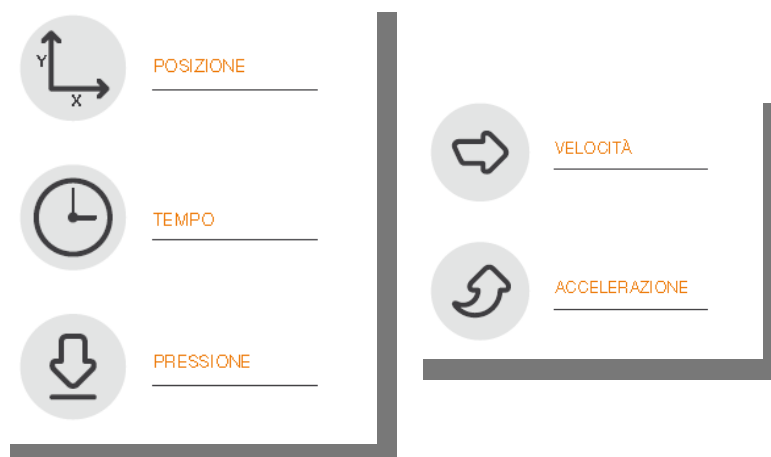 Y
X
POSIZIONE
TEMPO
PRESSIONE
VELOCITÀ
ACCELERAZIONE